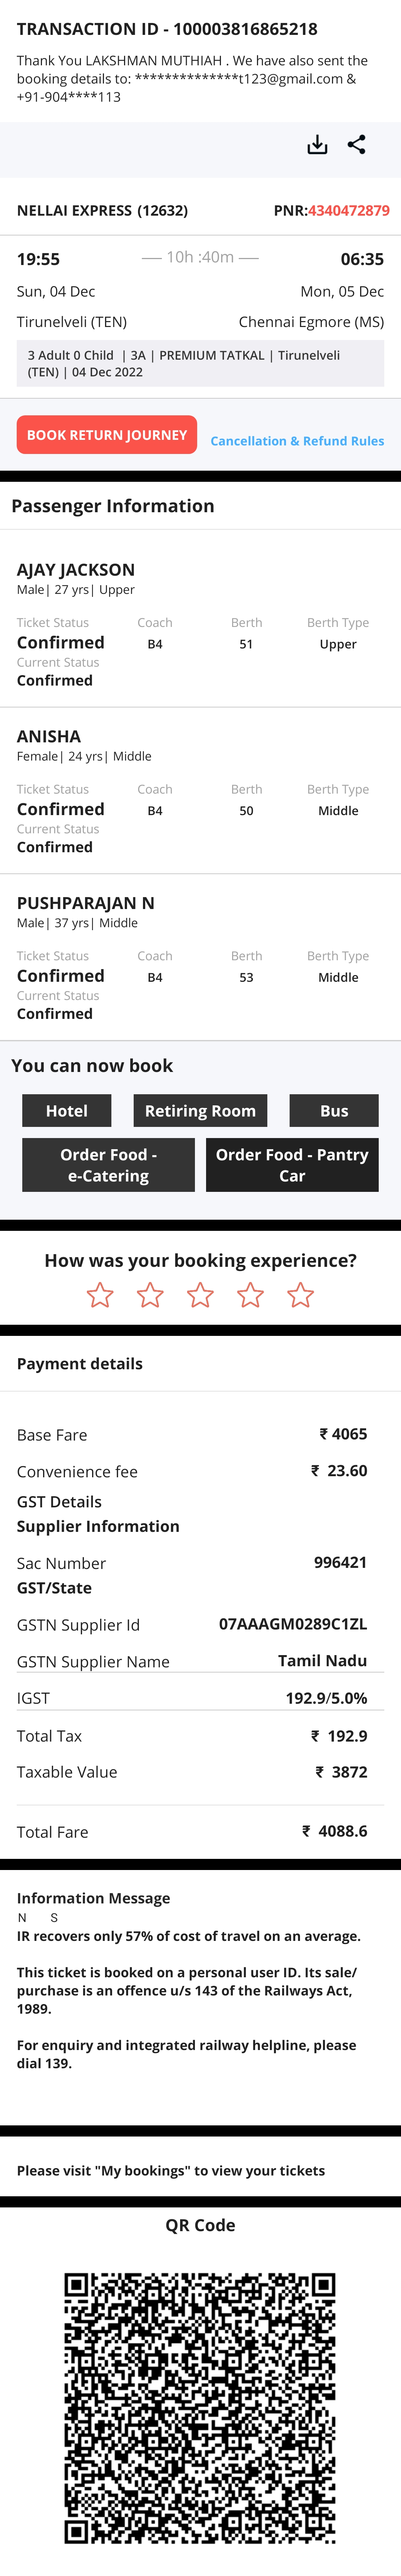 TRANSACTION ID - 100003816865218
Thank You LAKSHMAN MUTHIAH . We have also sent the
booking details to: **************t123@gmail.com &
+91-904****113
NELLAI EXPRESS (12632) PNR:4340472879
19:55 — 10h :40m — 06:35
Sun, 04 Dec Mon, 05 Dec
Tirunelveli (TEN) Chennai Egmore (MS)
3 Adult 0 Child | 3A | PREMIUM TATKAL | Tirunelveli
(TEN) | 04 Dec 2022
BOOK RETURN JOURNEY Cancellation & Refund Rules
Passenger Information
AJAY JACKSON
Male| 27 yrs| Upper
Ticket Status Coach Berth Berth Type
Confirmed B4 51 Upper
Current Status
Confirmed
ANISHA
Female| 24 yrs| Middle
Ticket Status Coach Berth Berth Type
Confirmed B4 50 Middle
Current Status
Confirmed
PUSHPARAJAN N
Male| 37 yrs| Middle
Ticket Status Coach Berth Berth Type
Confirmed B4 53 Middle
Current Status
Confirmed
You can now book
Hotel Retiring Room Bus
Order Food -
e-Catering
Order Food - Pantry
Car
How was your booking experience?
Payment details
Base Fare ₹ 4065
Convenience fee ₹ 23.60
GST Details
Supplier Information
Sac Number 996421
GST/State
GSTN Supplier Id 07AAAGM0289C1ZL
GSTN Supplier Name Tamil Nadu
IGST 192.9/5.0%
Total Tax ₹ 192.9
Taxable Value ₹ 3872
Total Fare ₹ 4088.6
Information Message
N S
IR recovers only 57% of cost of travel on an average.
This ticket is booked on a personal user ID. Its sale/
purchase is an offence u/s 143 of the Railways Act,
1989.
For enquiry and integrated railway helpline, please
dial 139.
Please visit "My bookings" to view your tickets
QR Code